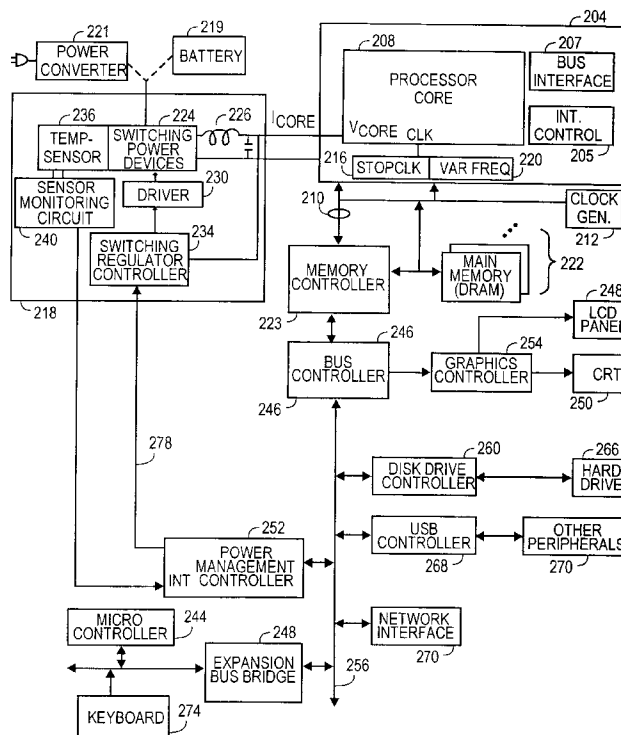 221
POWER
CONVERTER
219
BATTERY
204
208
PROCESSOR
CORE
VCORE CLK
207
BUS
INTERFACE
INT.
CONTROL
205
216
STOPCLK
VAR FREQ
220
ICORE
236
TEMP-
SENSOR
224
SWITCHING
POWER
DEVICES
226
230
DRIVER
SENSOR
MONITORING
CIRCUIT
240
234
SWITCHING
REGULATOR
CONTROLLER
218
210
CLOCK
GEN.
212
MEMORY
CONTROLLER
223
MAIN
MEMORY
(DRAM)
222
246
BUS
CONTROLLER
246
254
GRAPHICS
CONTROLLER
248
LCD
PANEL
CRT
250
278
260
DISK DRIVE
CONTROLLER
266
HARD
DRIVE
252
POWER
MANAGEMENT
INT CONTROLLER
USB
CONTROLLER
268
OTHER
PERIPHERALS
270
MICRO
CONTROLLER
244
248
EXPANSION
BUS BRIDGE
NETWORK
INTERFACE
270
256
KEYBOARD
274